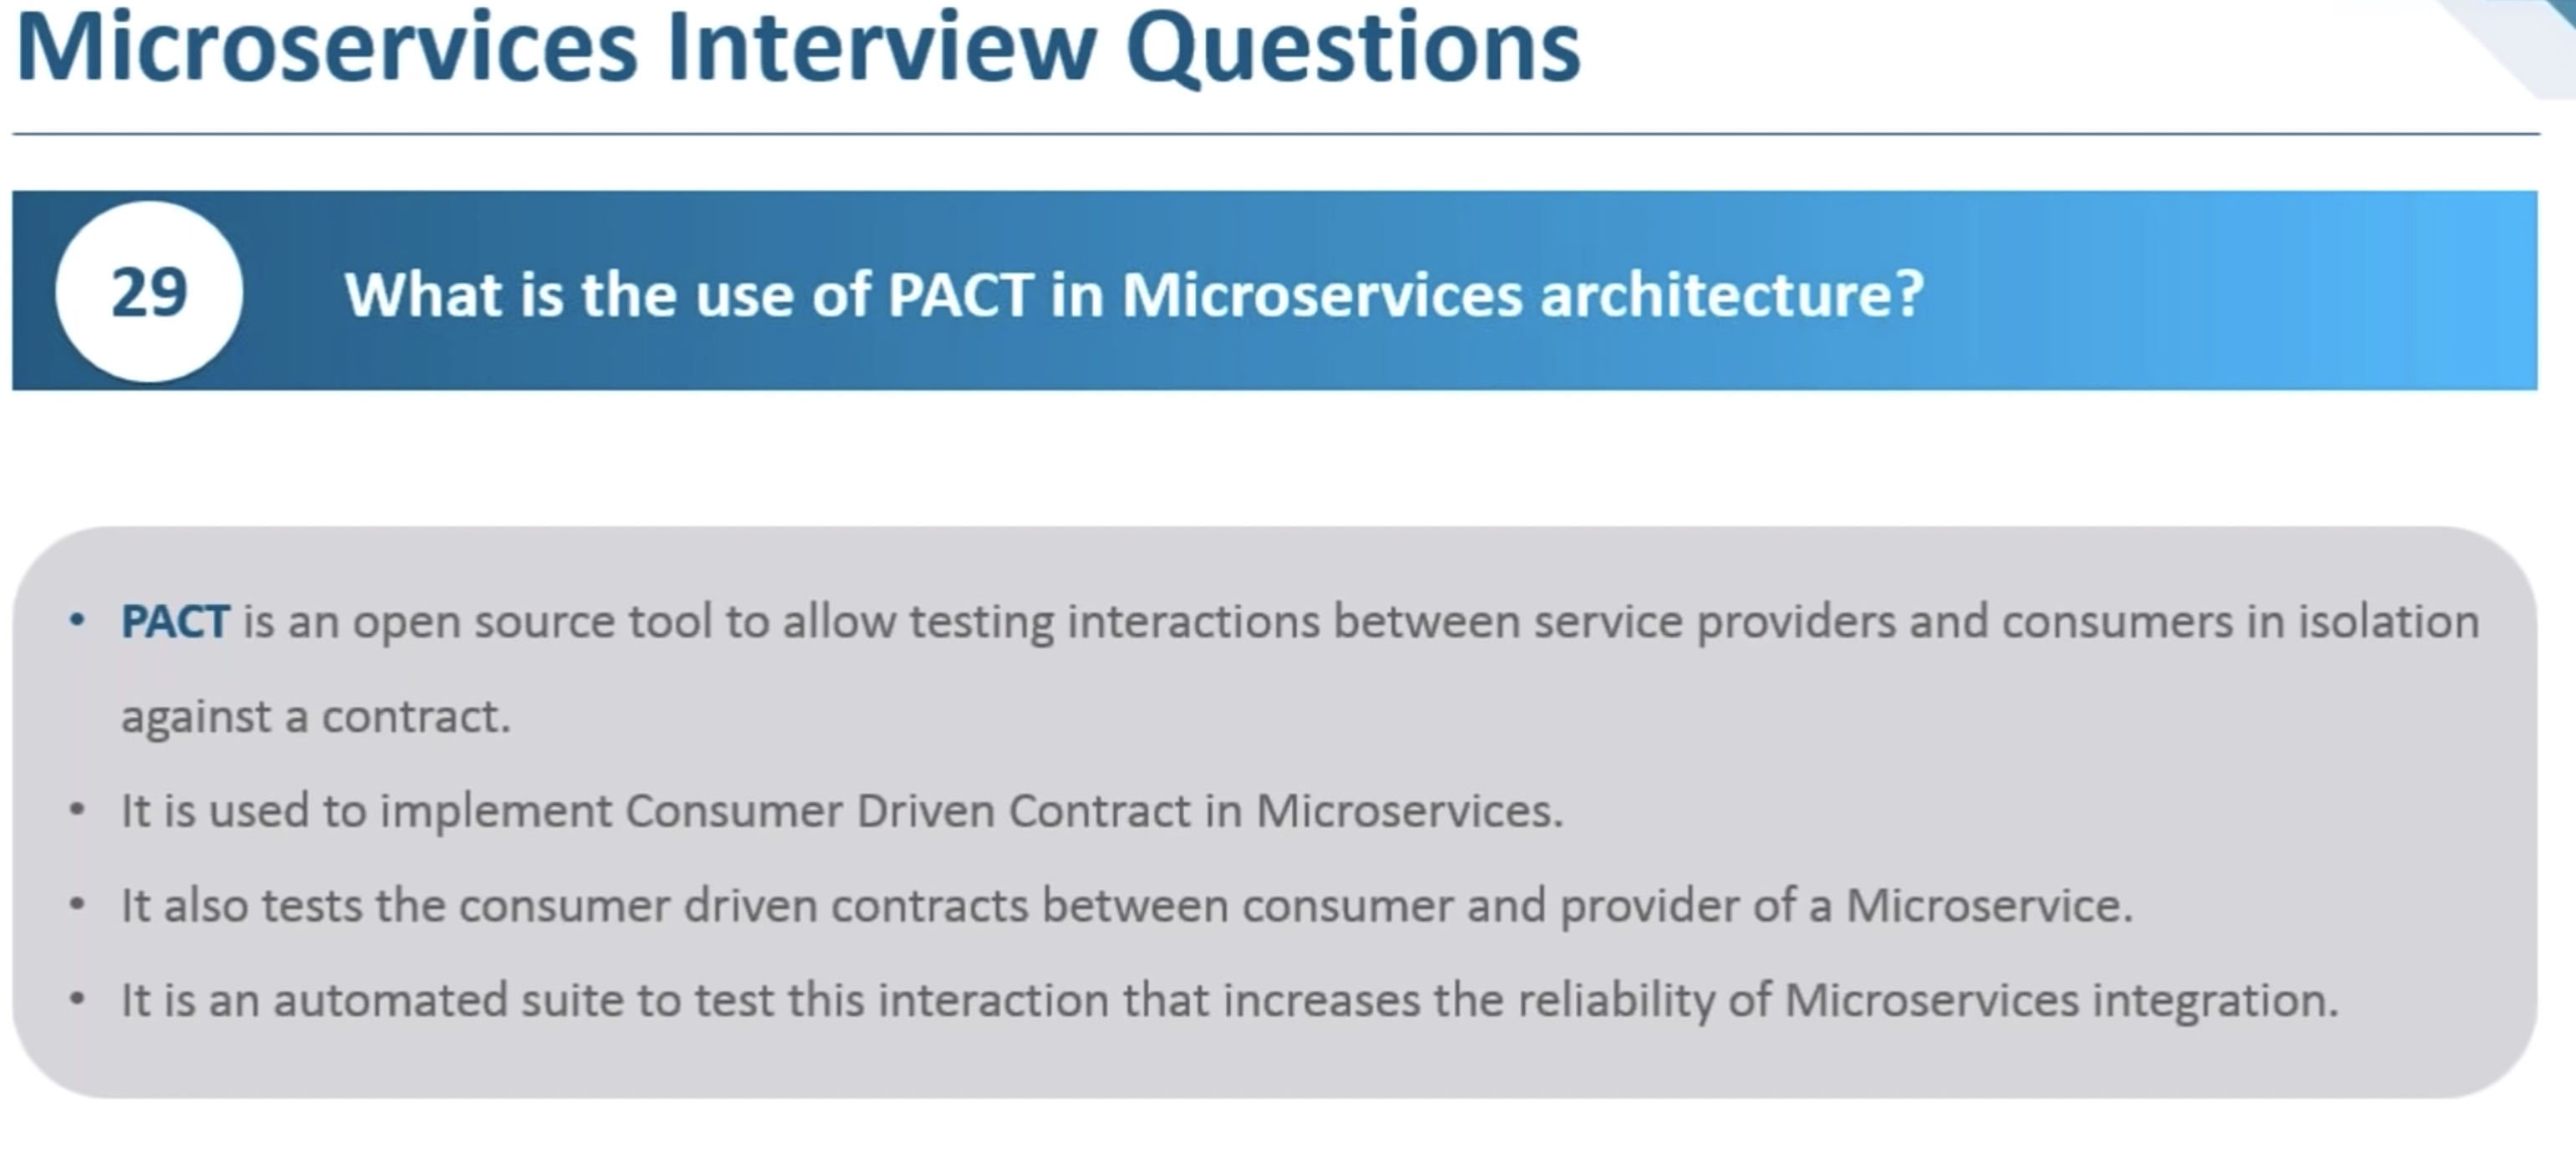 Microservices Interview Questions
29
What is the use of PACT in Microservices architecture?
• PACT is an open source tool to allow testing interactions between service providers and consumers in isolation
against a contract.
• It is used to implement Consumer Driven Contract in Microservices.
• It also tests the consumer driven contracts between consumer and provider of a Microservice.
• It is an automated suite to test this interaction that increases the reliability of Microservices integration.